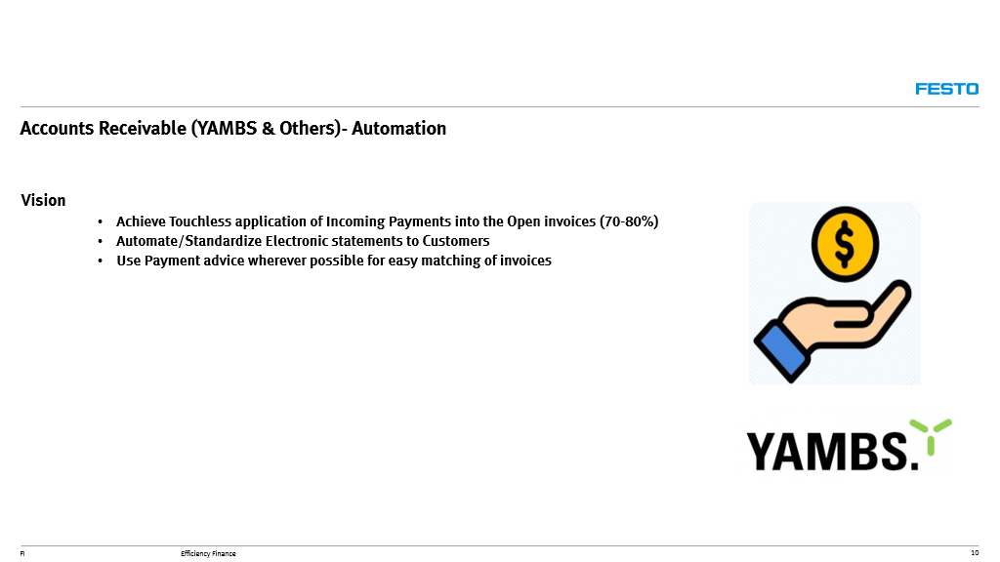 FESTO
Accounts Receivable (YAMBS & Others)- Automation
Vision
• Achieve Touchless application of Incoming Payments into the Open invoices (70-80%)
• Automate/Standardize Electronic statements to Customers
• Use Payment advice wherever possible for easy matching of invoices
$
YAMBS.
FI Efficiency Finance 10